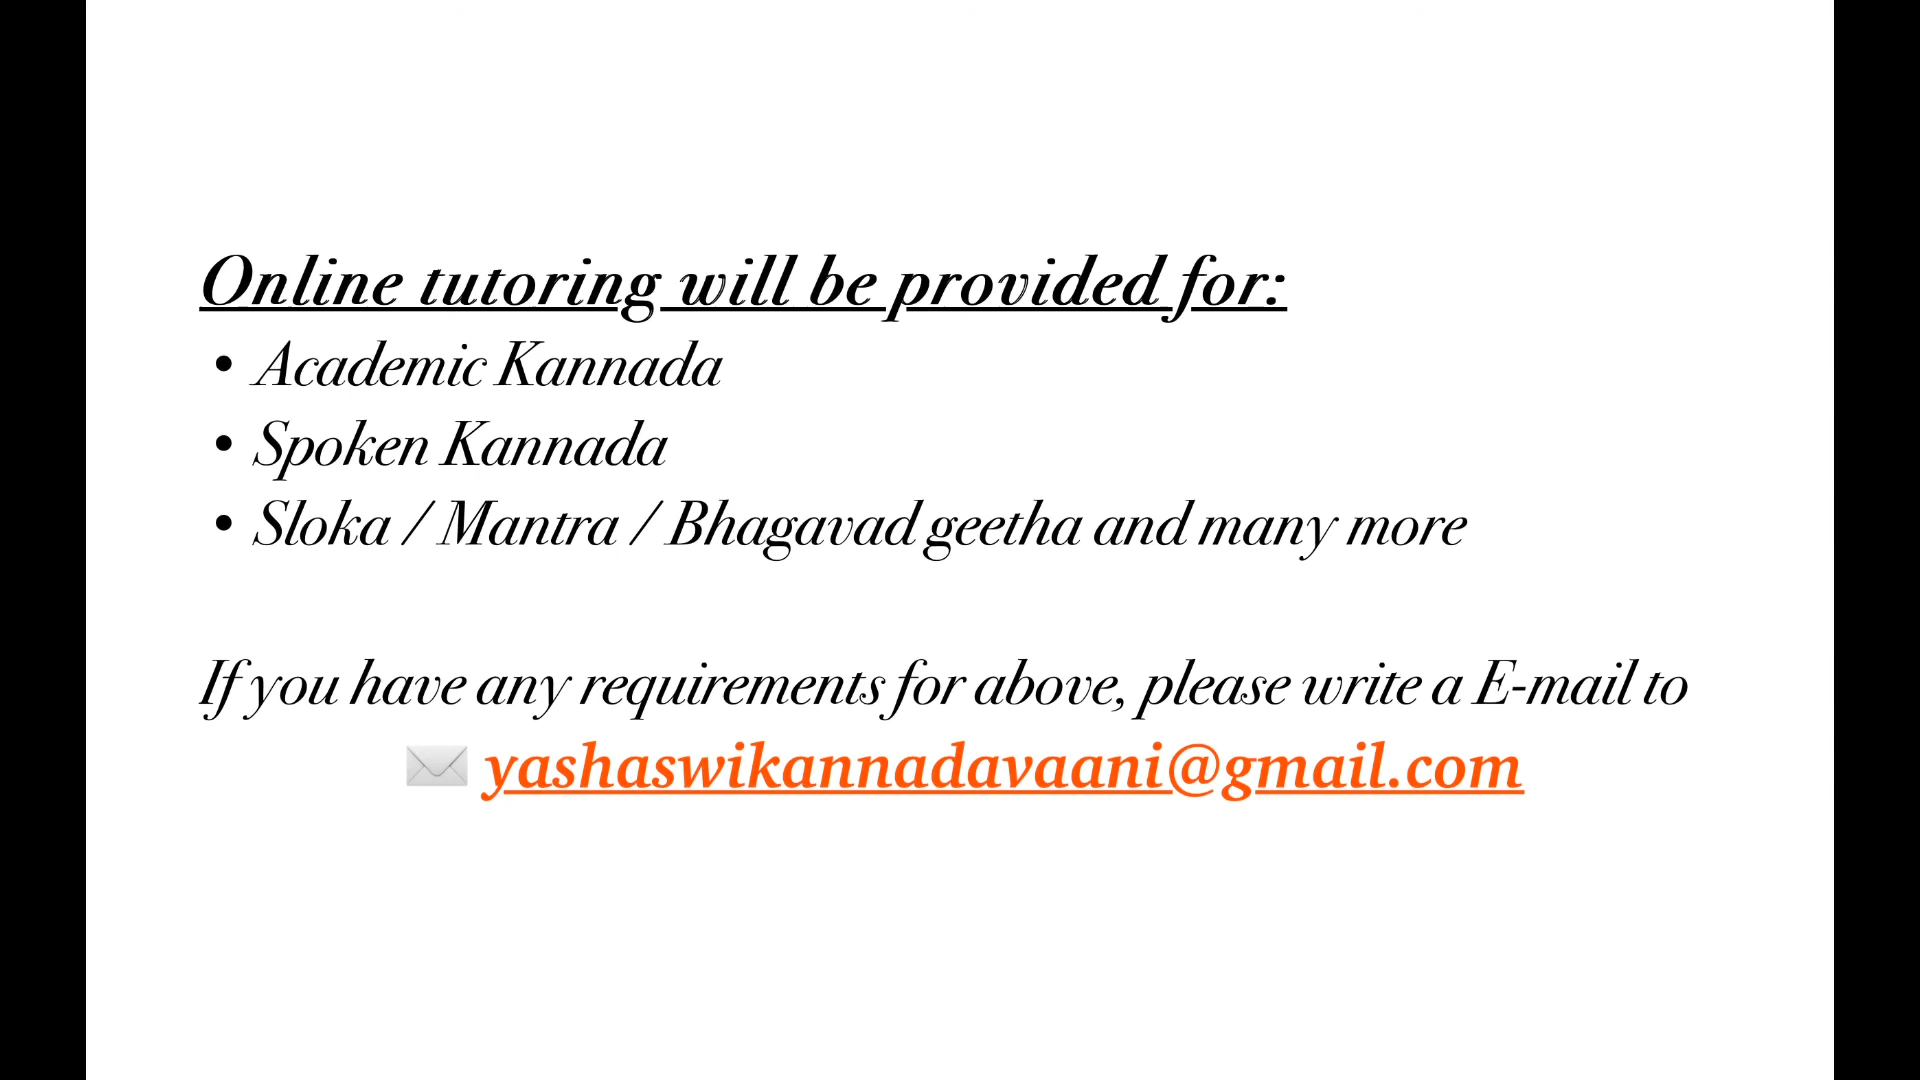 Online tutoring will be provided for:
• Academic Kannada
• Spoken Kannada
• Sloka / Mantra / Bhagavad geetha and many more
If you have any requirements for above, please write a E-mail to
✉️ yashaswikannadavaani@gmail.com